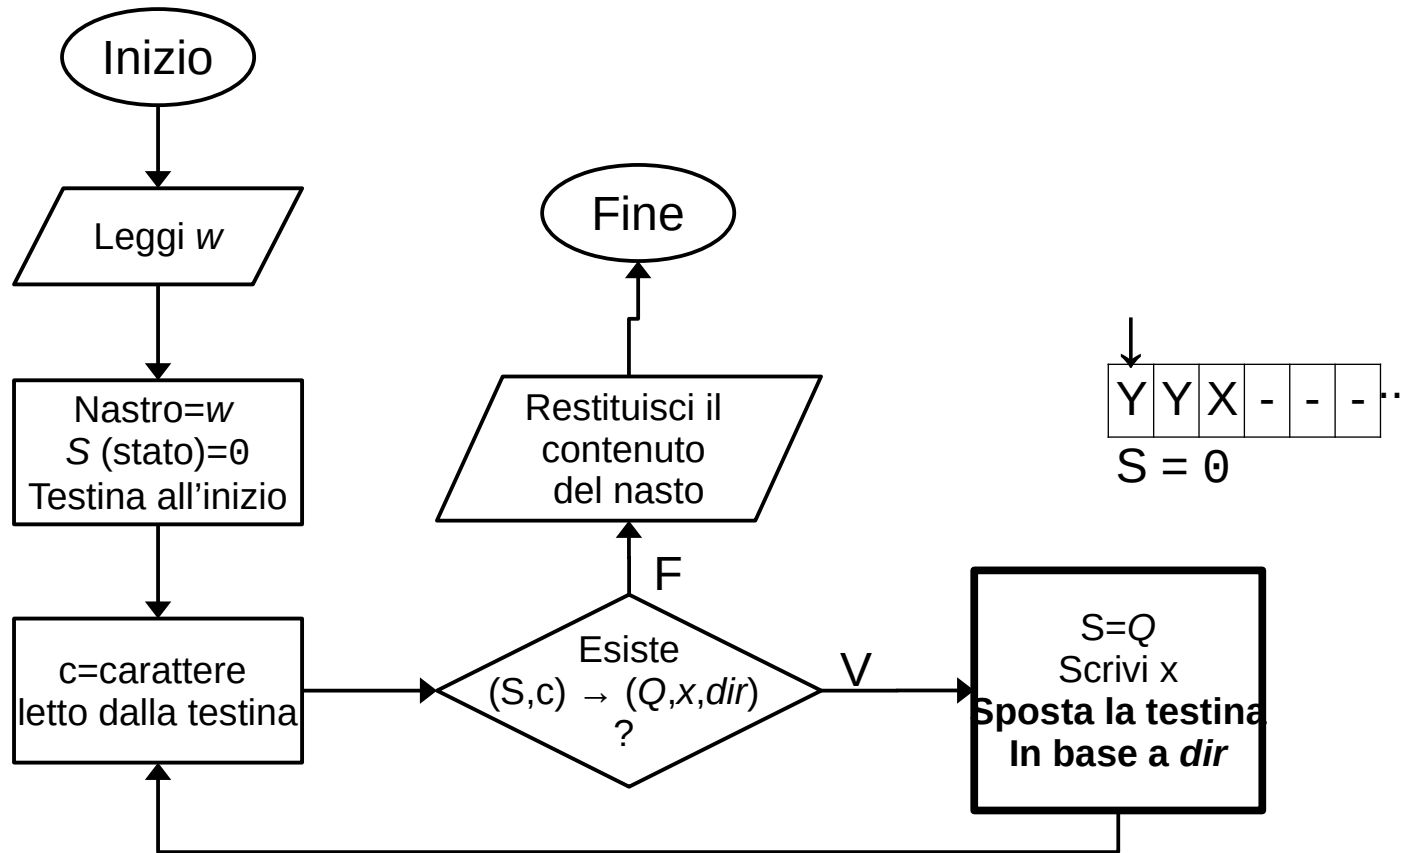 Inizio
Leggi w
Nastro=w
S (stato)=0
Testina all’inizio
c=carattere
letto dalla testina
Fine
Restituisci il
contenuto
del nasto
F
Esiste
(S,c) → (Q,x,dir)
?
V
S=Q
Scrivi x
Sposta la testina
In base a dir
Y Y X - - - ..
S = 0